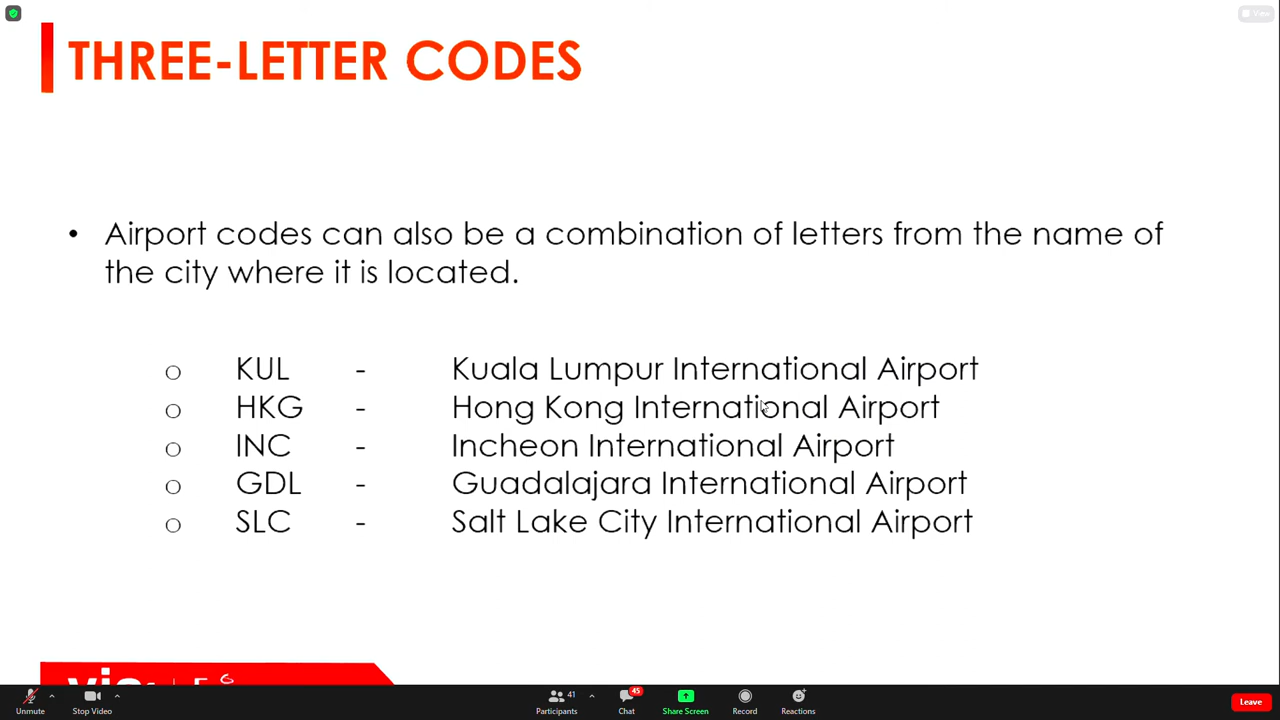 View
THREE-LETTER CODES
• Airport codes can also be a combination of letters from the name of
the city where it is located.
o KUL - Kuala Lumpur International Airport
o HKG - Hong Kong International Airport
o INC - Incheon International Airport
o GDL - Guadalajara International Airport
o SLC - Salt Lake City International Airport
Unmute Stop Video Participants 41 Chat 45 Share Screen Record Reactions Leave